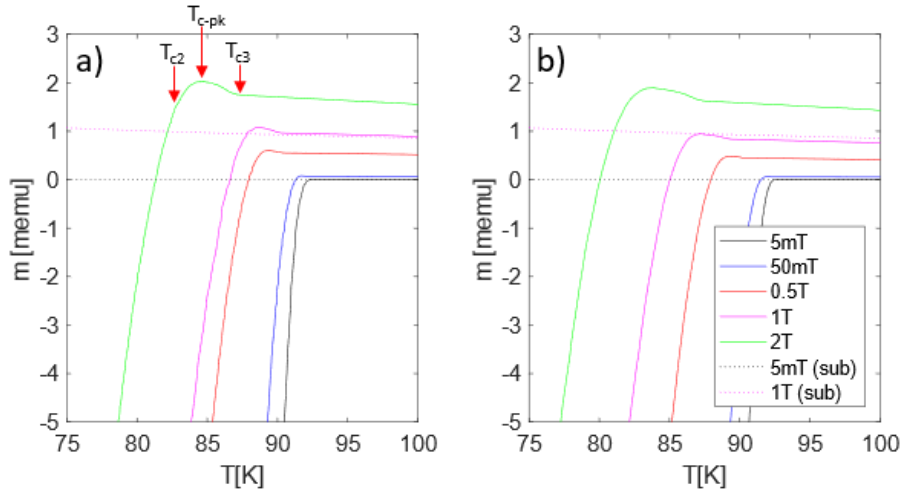 a)
T_c-pk
T_c2
T_c3
3
2
1
0
-1
-2
-3
-4
-5
m [memu]
75 80 85 90 95 100
T[K]
b)
3
2
1
0
-1
-2
-3
-4
-5
m [memu]
5mT
50mT
0.5T
1T
2T
5mT (sub)
1T (sub)
75 80 85 90 95 100
T[K]